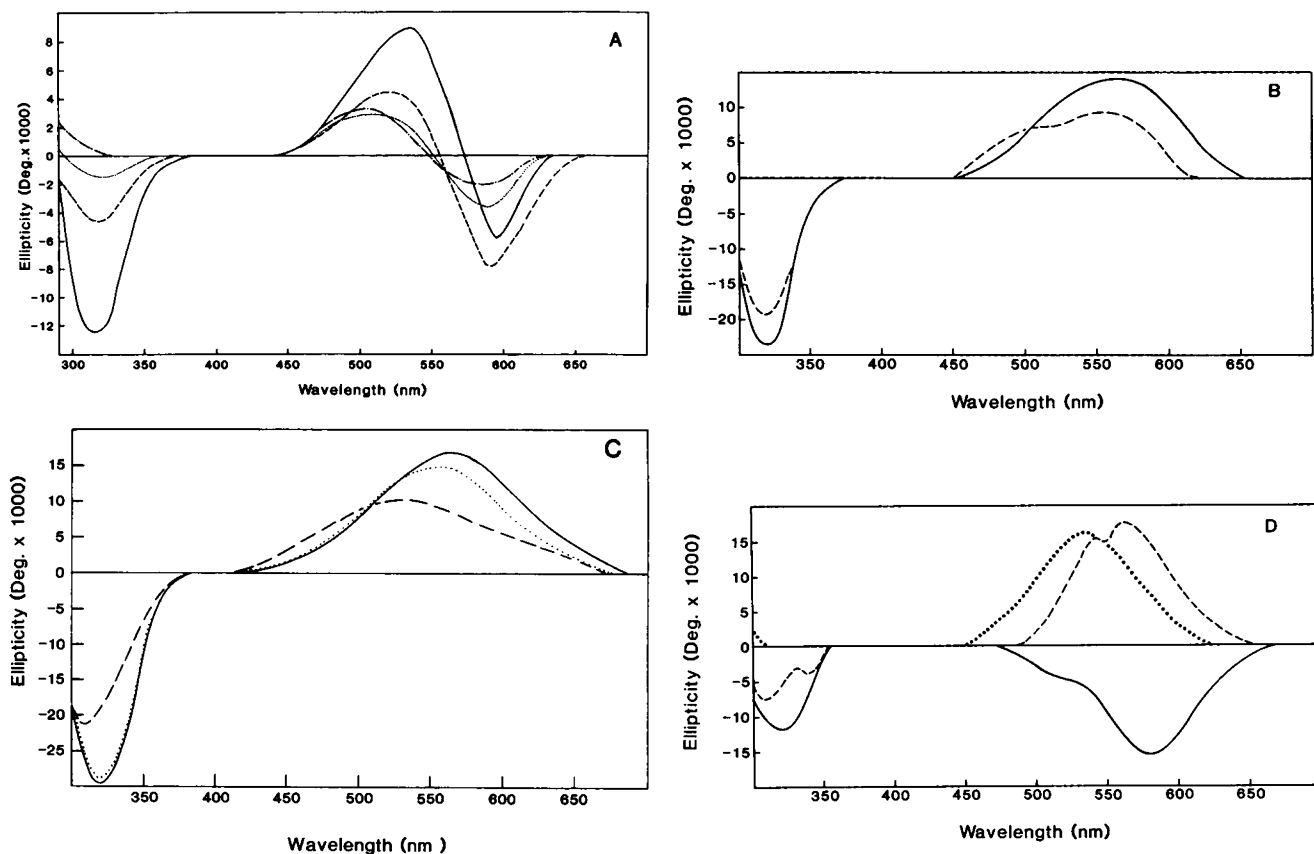 A
Ellipticity (Deg. x 1000)
8
6
4
2
0
-2
-4
-6
-8
-10
-12
300 350 400 450 500 550 600 650
Wavelength (nm)
B
Ellipticity (Deg. x 1000)
10
5
0
-5
-10
-15
-20
350 400 450 500 550 600 650
Wavelength (nm)
C
Ellipticity (Deg. x 1000)
15
10
5
0
-5
-10
-15
-20
-25
350 400 450 500 550 600 650
Wavelength (nm )
D
Ellipticity (Deg. x 1000)
15
10
5
0
-5
-10
-15
350 400 450 500 550 600 650
Wavelength (nm)